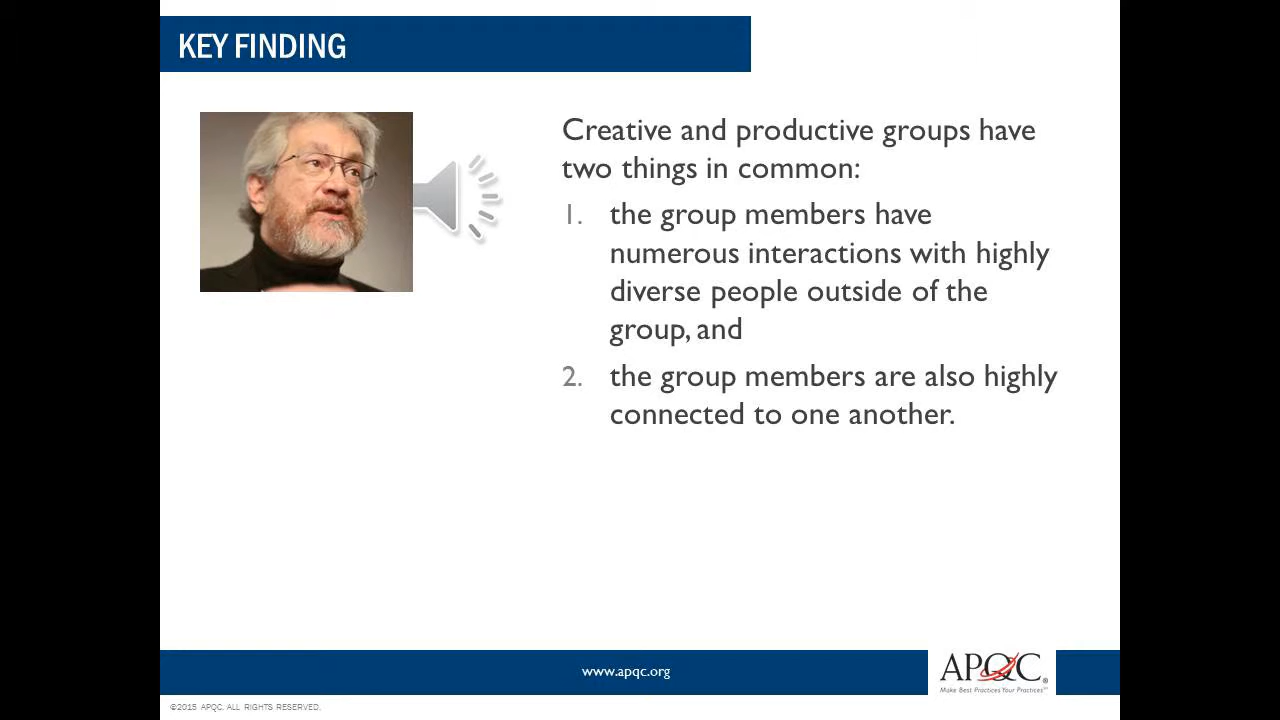 KEY FINDING
Creative and productive groups have
two things in common:
1. the group members have
numerous interactions with highly
diverse people outside of the
group, and
2. the group members are also highly
connected to one another.
www.apqc.org
APQC®
Make Best Practices Your Practices℠
©2015 APQC. ALL RIGHTS RESERVED.